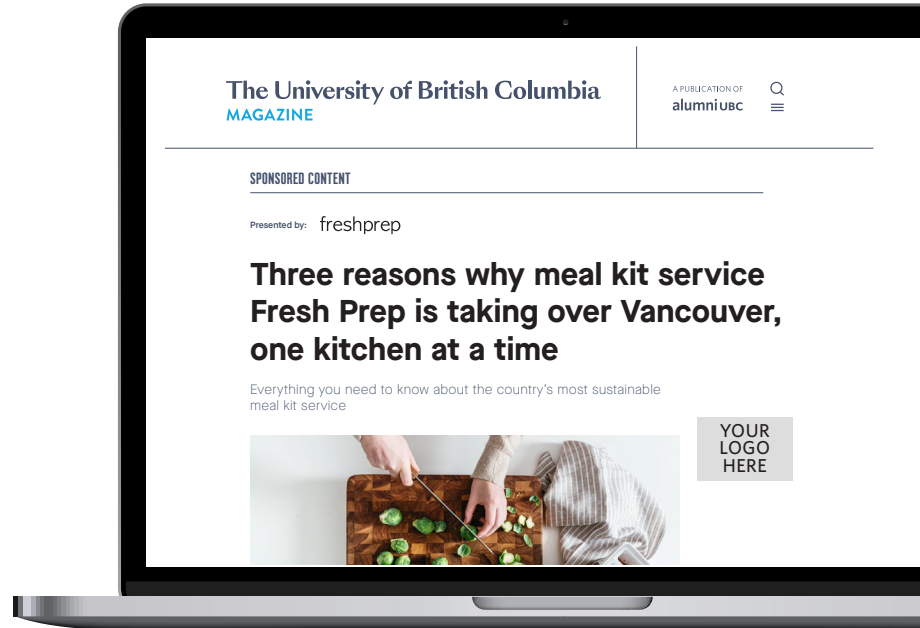 The University of British Columbia
MAGAZINE
A PUBLICATION OF
alumni UBC
SPONSORED CONTENT
Presented by: freshprep
Three reasons why meal kit service
Fresh Prep is taking over Vancouver,
one kitchen at a time
Everything you need to know about the country's most sustainable
meal kit service
YOUR
LOGO
HERE